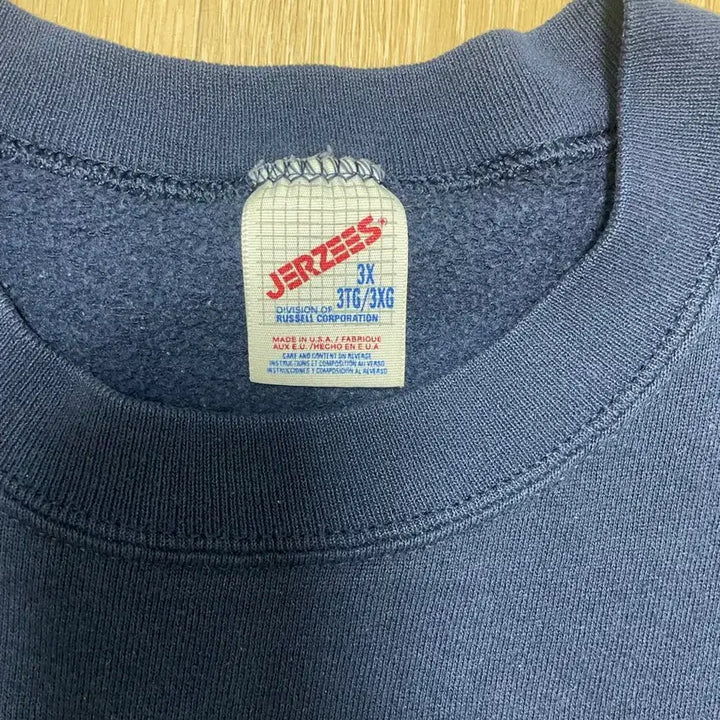 JERZEES®
3X
3TG/3XG
DIVISION OF
RUSSELL CORPORATION
MADE IN U.S.A. / FABRIQUE
AUX E.U. /HECHO EN E.U.A
CARE AND CONTENT ON REVERSE
INSTRUCTIONS ET COMPOSITION AU VERSO
INSTRUCCIONES Y COMPOSICIÓN AL REVERSO